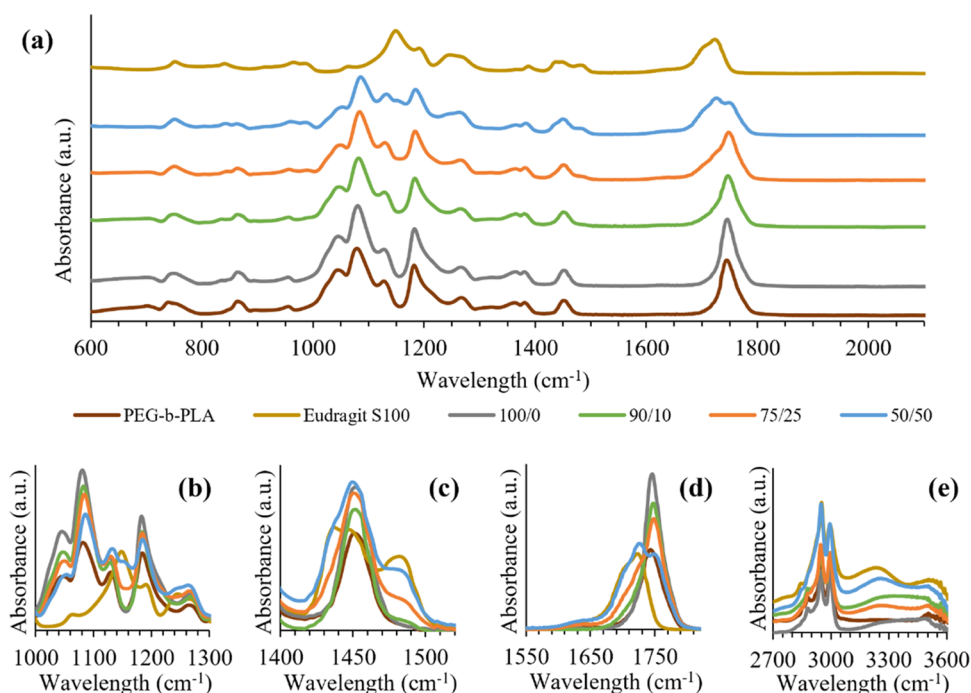 (a)
Absorbance (a.u.)
600 800 1000 1200 1400 1600 1800 2000
Wavelength (cm-1)
PEG-b-PLA Eudragit S100 100/0 90/10 75/25 50/50
(b) (c) (d) (e)
Absorbance (a.u.) Absorbance (a.u.) Absorbance (a.u.) Absorbance (a.u.)
1000 1100 1200 1300 1400 1450 1500 1550 1650 1750 2700 3000 3300 3600
Wavelength (cm-1) Wavelength (cm-1) Wavelength (cm-1) Wavelength (cm-1)